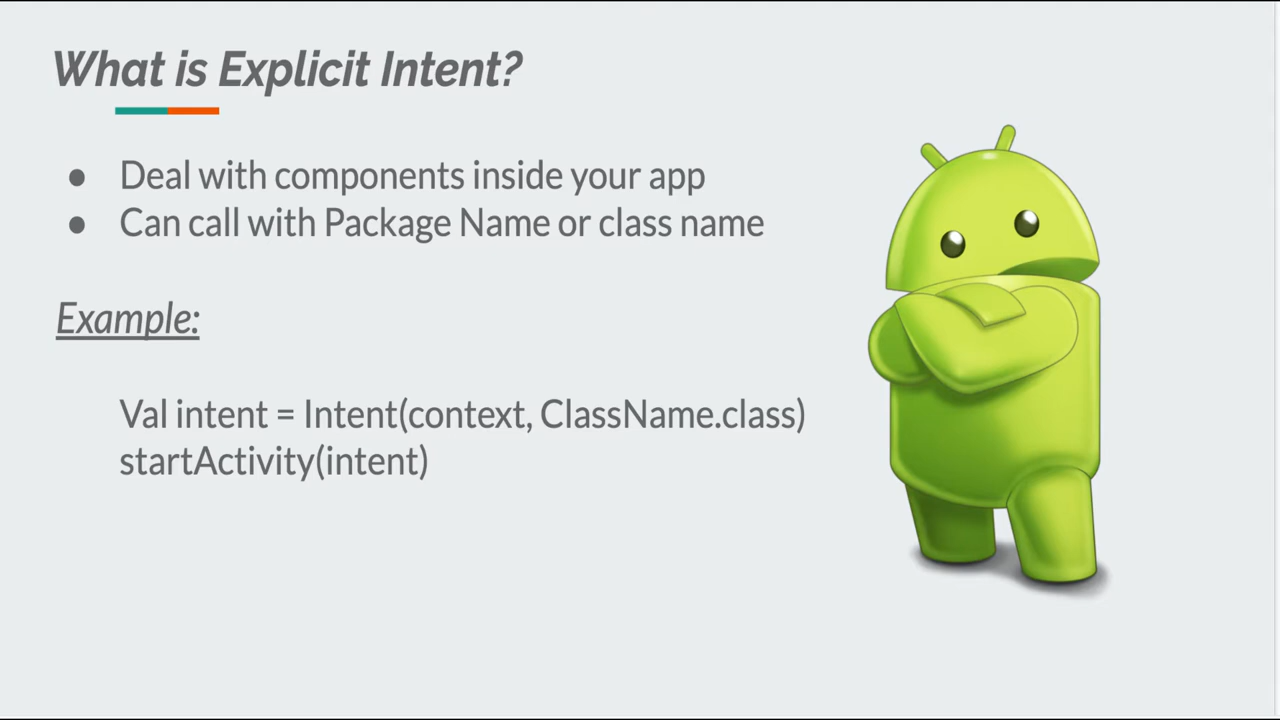 What is Explicit Intent?
● Deal with components inside your app
● Can call with Package Name or class name
Example:
Val intent = Intent(context, ClassName.class)
startActivity(intent)